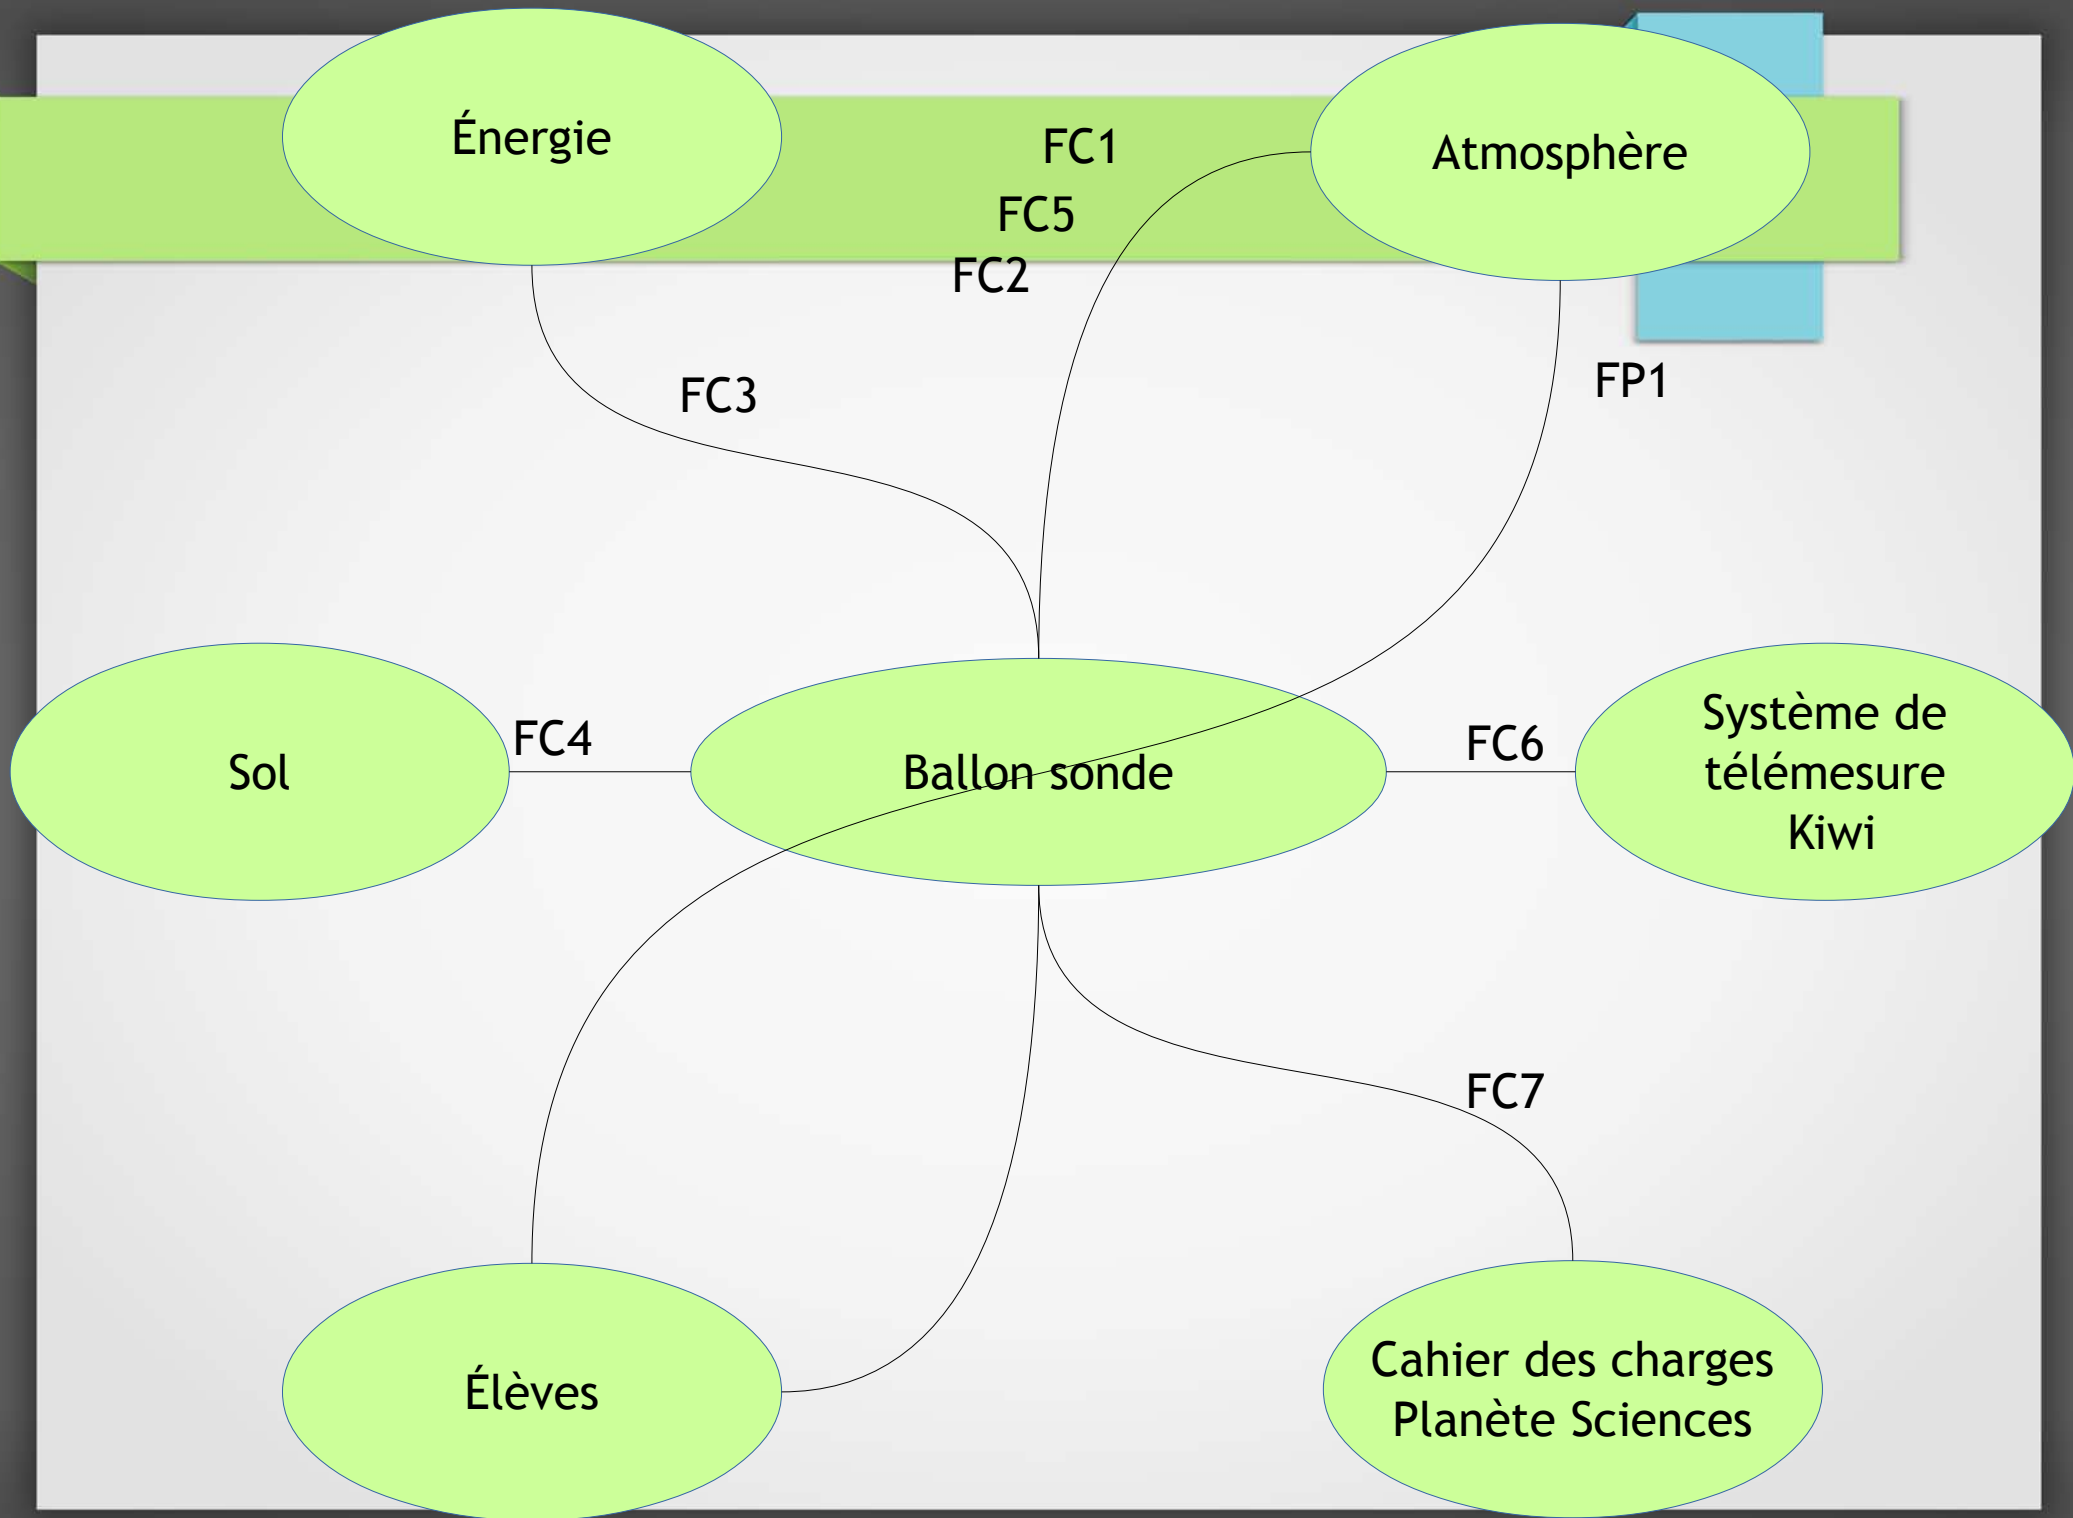 Énergie
FC1
Atmosphère
FC5
FC2
FC3
FP1
Sol
FC4
Ballon sonde
FC6
Système de
télémesure
Kiwi
FC7
Élèves
Cahier des charges
Planète Sciences